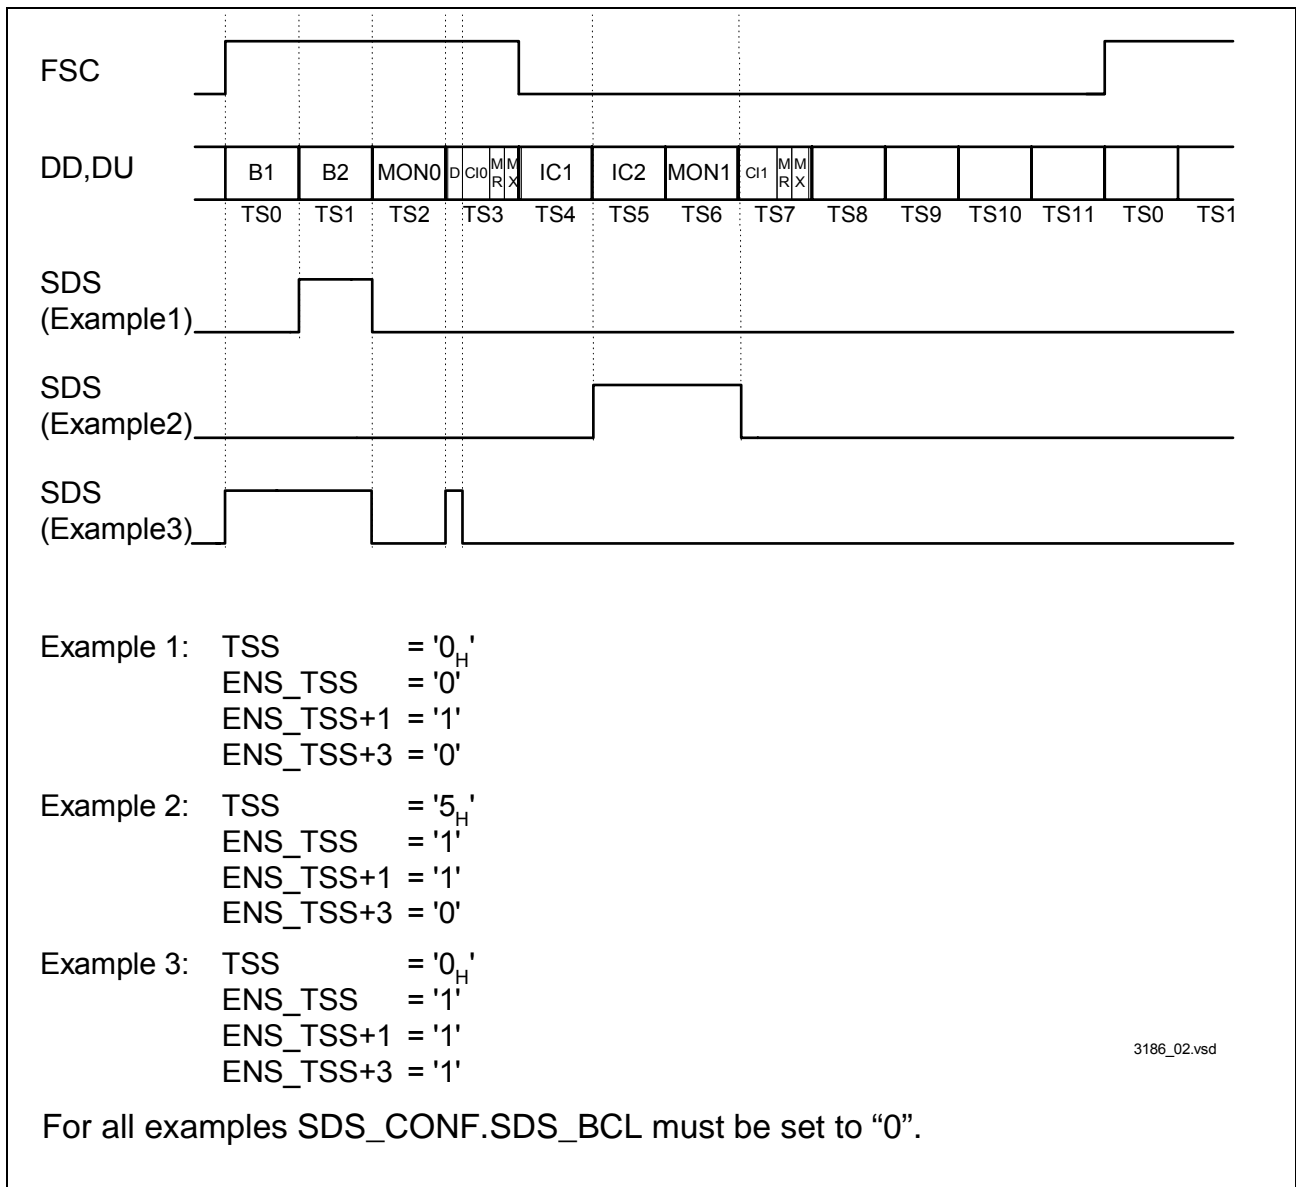 FSC
DD,DU
B1 B2 MON0 D CI0 MR MX IC1 IC2 MON1 CI1 MR MX
TS0 TS1 TS2 TS3 TS4 TS5 TS6 TS7 TS8 TS9 TS10 TS11 TS0 TS1
SDS
(Example1)
SDS
(Example2)
SDS
(Example3)
Example 1: TSS = '0H'
ENS_TSS = '0'
ENS_TSS+1 = '1'
ENS_TSS+3 = '0'
Example 2: TSS = '5H'
ENS_TSS = '1'
ENS_TSS+1 = '1'
ENS_TSS+3 = '0'
Example 3: TSS = '0H'
ENS_TSS = '1'
ENS_TSS+1 = '1'
ENS_TSS+3 = '1'
3186_02.vsd
For all examples SDS_CONF.SDS_BCL must be set to “0”.